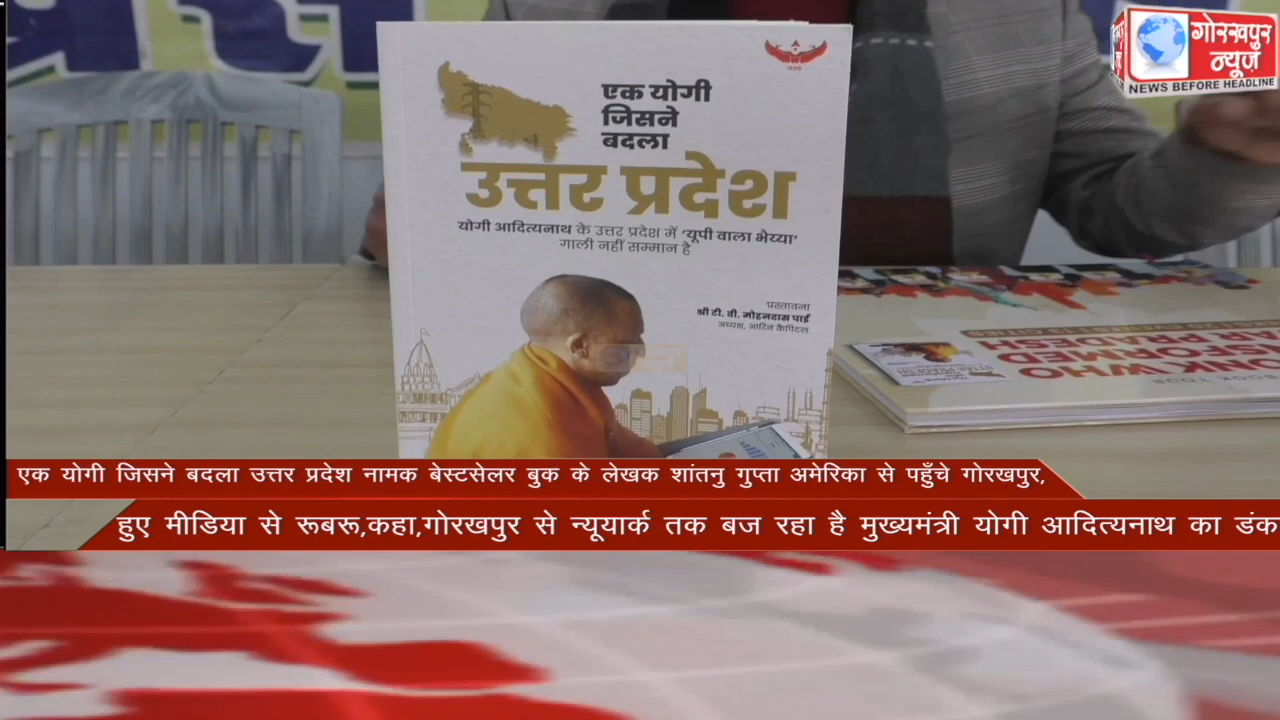 गोरखपुर
न्यूज़
NEWS BEFORE HEADLINE
एक योगी
जिसने
बदला
उत्तर प्रदेश
योगी आदित्यनाथ के उत्तर प्रदेश में 'यूपी वाला भैय्या'
गाली नहीं सम्मान है
प्रस्तावना
श्री टी. वी. मोहनदास पाई
अध्यक्ष, आरिन कैपिटल
BOOK TOUR
एक योगी जिसने बदला उत्तर प्रदेश नामक बेस्टसेलर बुक के लेखक शांतनु गुप्ता अमेरिका से पहुँचे गोरखपुर,
हुए मीडिया से रूबरू,कहा,गोरखपुर से न्यूयार्क तक बज रहा है मुख्यमंत्री योगी आदित्यनाथ का डंक